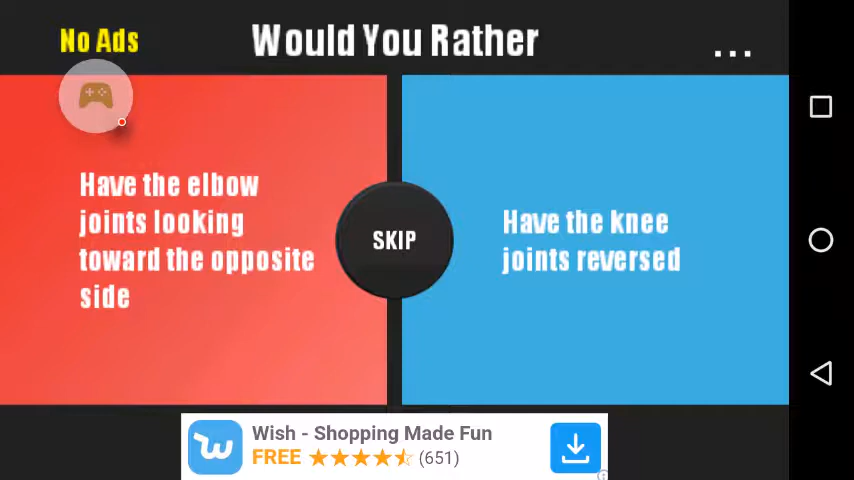 No Ads
Would You Rather
...
Have the elbow
joints looking
toward the opposite
side
SKIP
Have the knee
joints reversed
Wish - Shopping Made Fun
FREE (651)